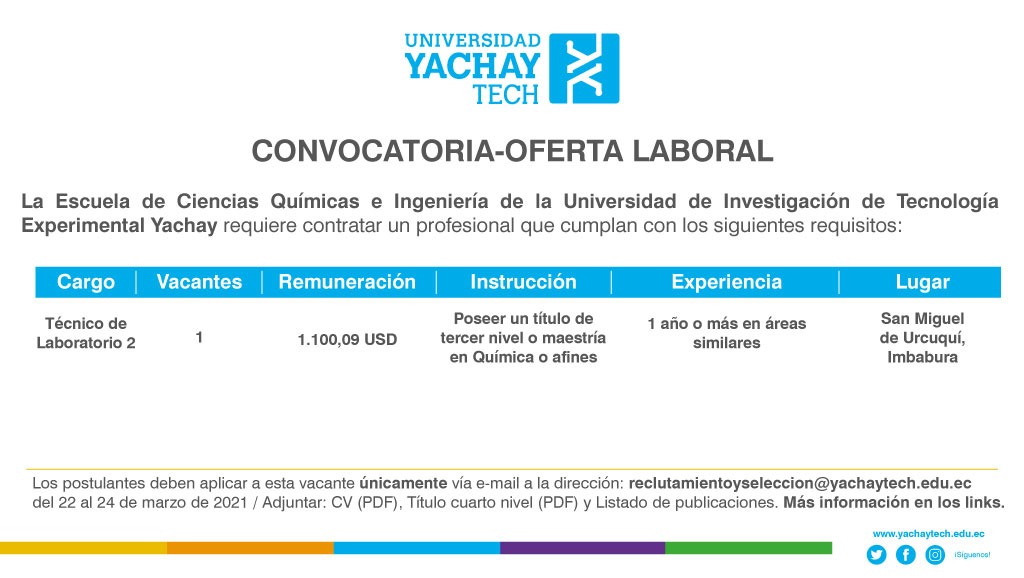 UNIVERSIDAD
YACHAY
TECH
CONVOCATORIA-OFERTA LABORAL
La Escuela de Ciencias Químicas e Ingeniería de la Universidad de Investigación de Tecnología
Experimental Yachay requiere contratar un profesional que cumplan con los siguientes requisitos:
Cargo Vacantes Remuneración Instrucción Experiencia Lugar
Técnico de
Laboratorio 2
1
1.100,09 USD
Poseer un título de
tercer nivel o maestría
en Química o afines
1 año o más en áreas
similares
San Miguel
de Urcuquí,
Imbabura
Los postulantes deben aplicar a esta vacante únicamente vía e-mail a la dirección: reclutamientoyseleccion@yachaytech.edu.ec
del 22 al 24 de marzo de 2021 / Adjuntar: CV (PDF), Título cuarto nivel (PDF) y Listado de publicaciones. Más información en los links.
www.yachaytech.edu.ec
¡Síguenos!